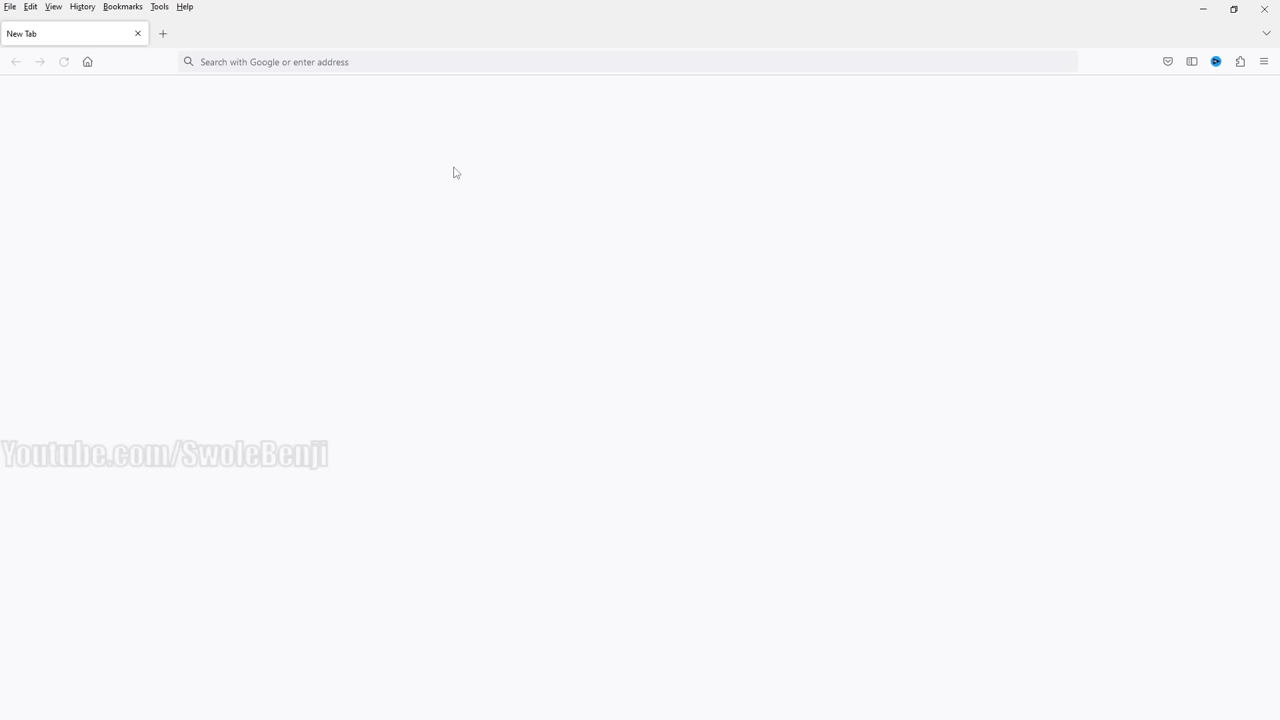 File Edit View History Bookmarks Tools Help
New Tab
Search with Google or enter address
Youtube.com/SwoleBenji